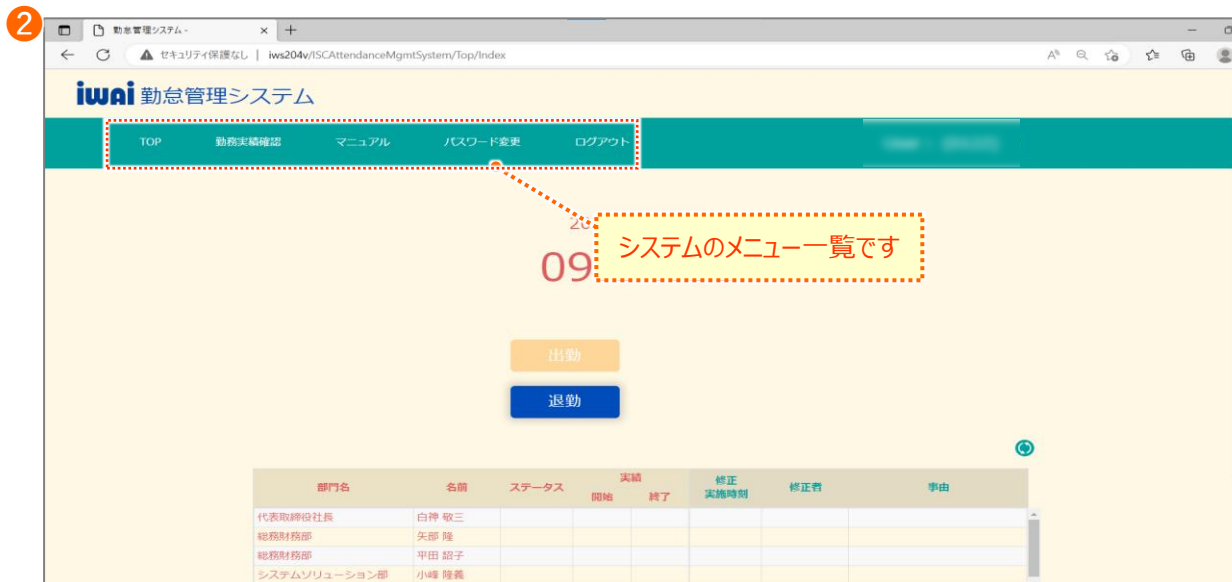 2
勤怠管理システム -
セキュリティ保護なし | iws204v/ISCAttendanceMgmtSystem/Top/Index
iwai 勤怠管理システム
TOP 勤務実績確認 マニュアル パスワード変更 ログアウト
20
システムのメニュー一覧です
09
出勤
退勤
部門名 名前 ステータス 実績 開始 終了 修正 実施時刻 修正者 事由
代表取締役社長 白神 敬三
総務財務部 矢部 隆
総務財務部 平田 詔子
システムソリューション部 小峰 隆義